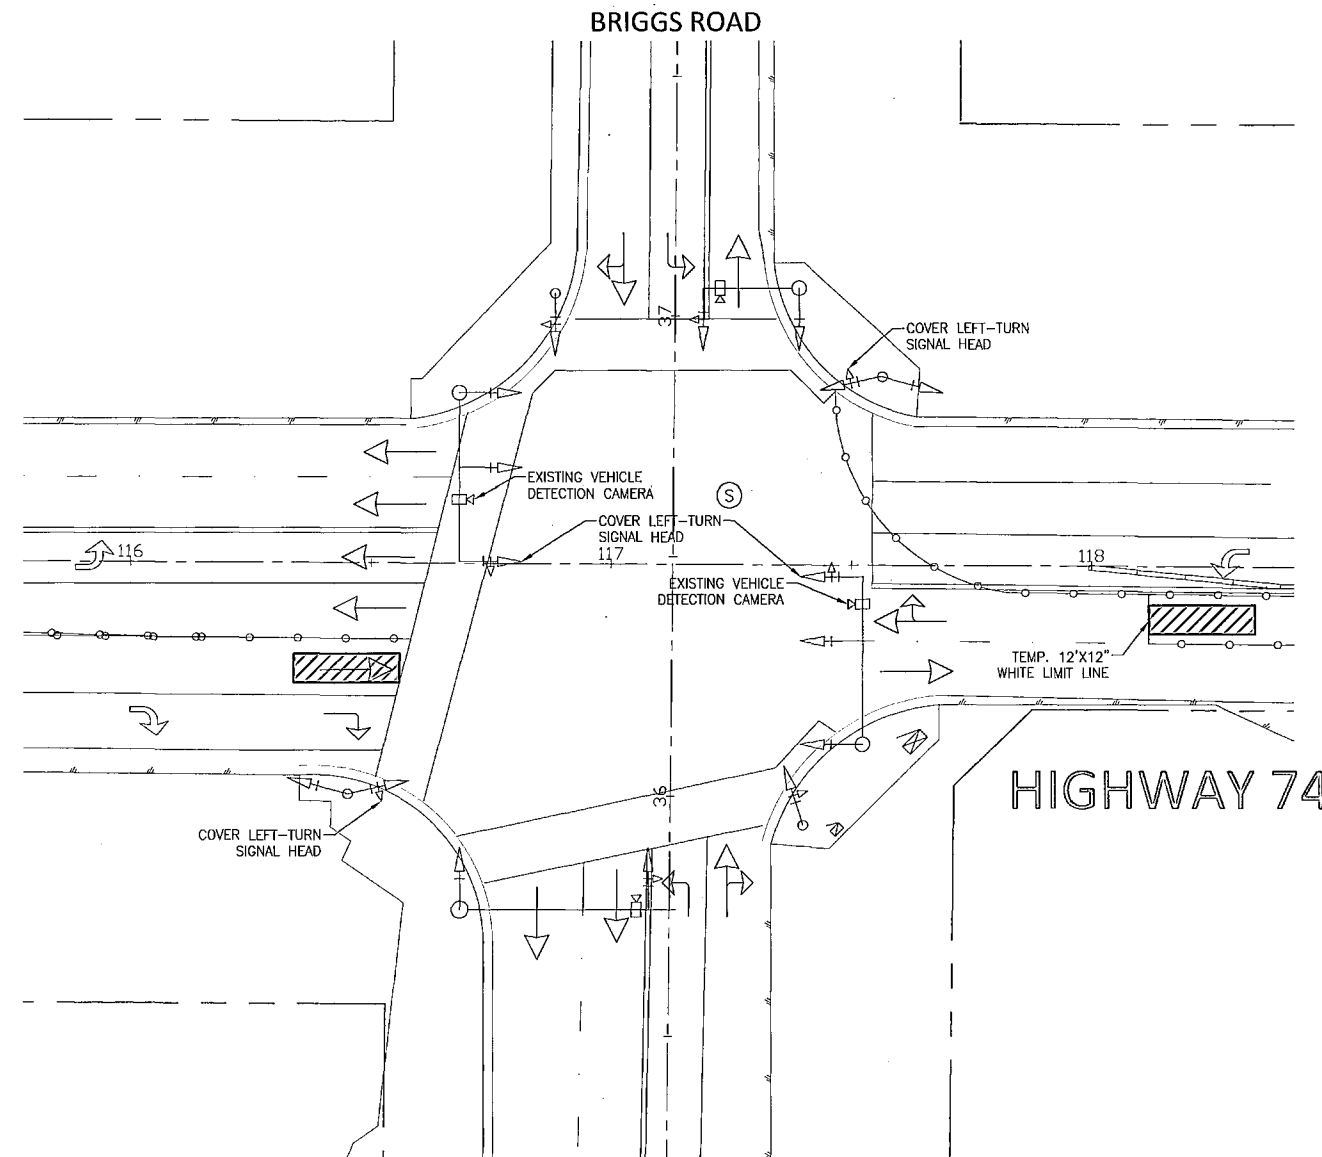 BRIGGS ROAD
37
COVER LEFT-TURN
SIGNAL HEAD
EXISTING VEHICLE
DETECTION CAMERA
S
COVER LEFT-TURN
SIGNAL HEAD
116
117
118
EXISTING VEHICLE
DETECTION CAMERA
TEMP. 12'X12"
WHITE LIMIT LINE
36
HIGHWAY 74
COVER LEFT-TURN
SIGNAL HEAD